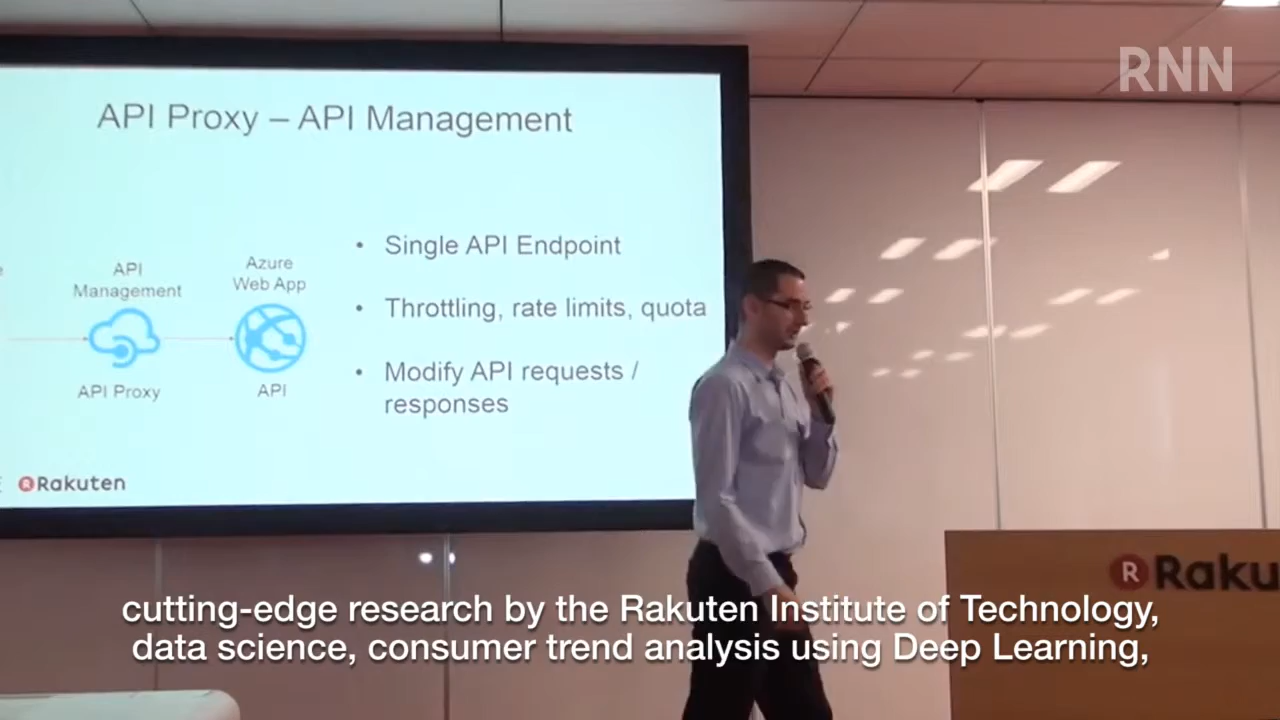 RNN
API Proxy – API Management
API
Management
Azure
Web App
API Proxy
API
• Single API Endpoint
• Throttling, rate limits, quota
• Modify API requests /
responses
Rakuten
Raku
cutting-edge research by the Rakuten Institute of Technology,
data science, consumer trend analysis using Deep Learning,